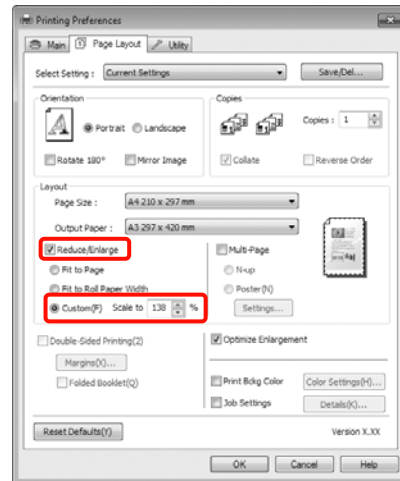 Printing Preferences
Main Page Layout Utility
Select Setting : Current Settings Save/Del...
Orientation
Portrait Landscape
Rotate 180° Mirror Image
Copies
Copies : 1
Collate Reverse Order
Layout
Page Size : A4 210 x 297 mm
Output Paper : A3 297 x 420 mm
Reduce/Enlarge
Fit to Page
Fit to Roll Paper Width
Custom(F) Scale to 138 %
Multi-Page
N-up
Poster(N)
Settings...
Double-Sided Printing(2)
Margins(X)...
Folded Booklet(Q)
Optimize Enlargement
Print Bckg Color Color Settings(H)...
Job Settings Details(K)...
Reset Defaults(Y) Version X.XX
OK Cancel Help